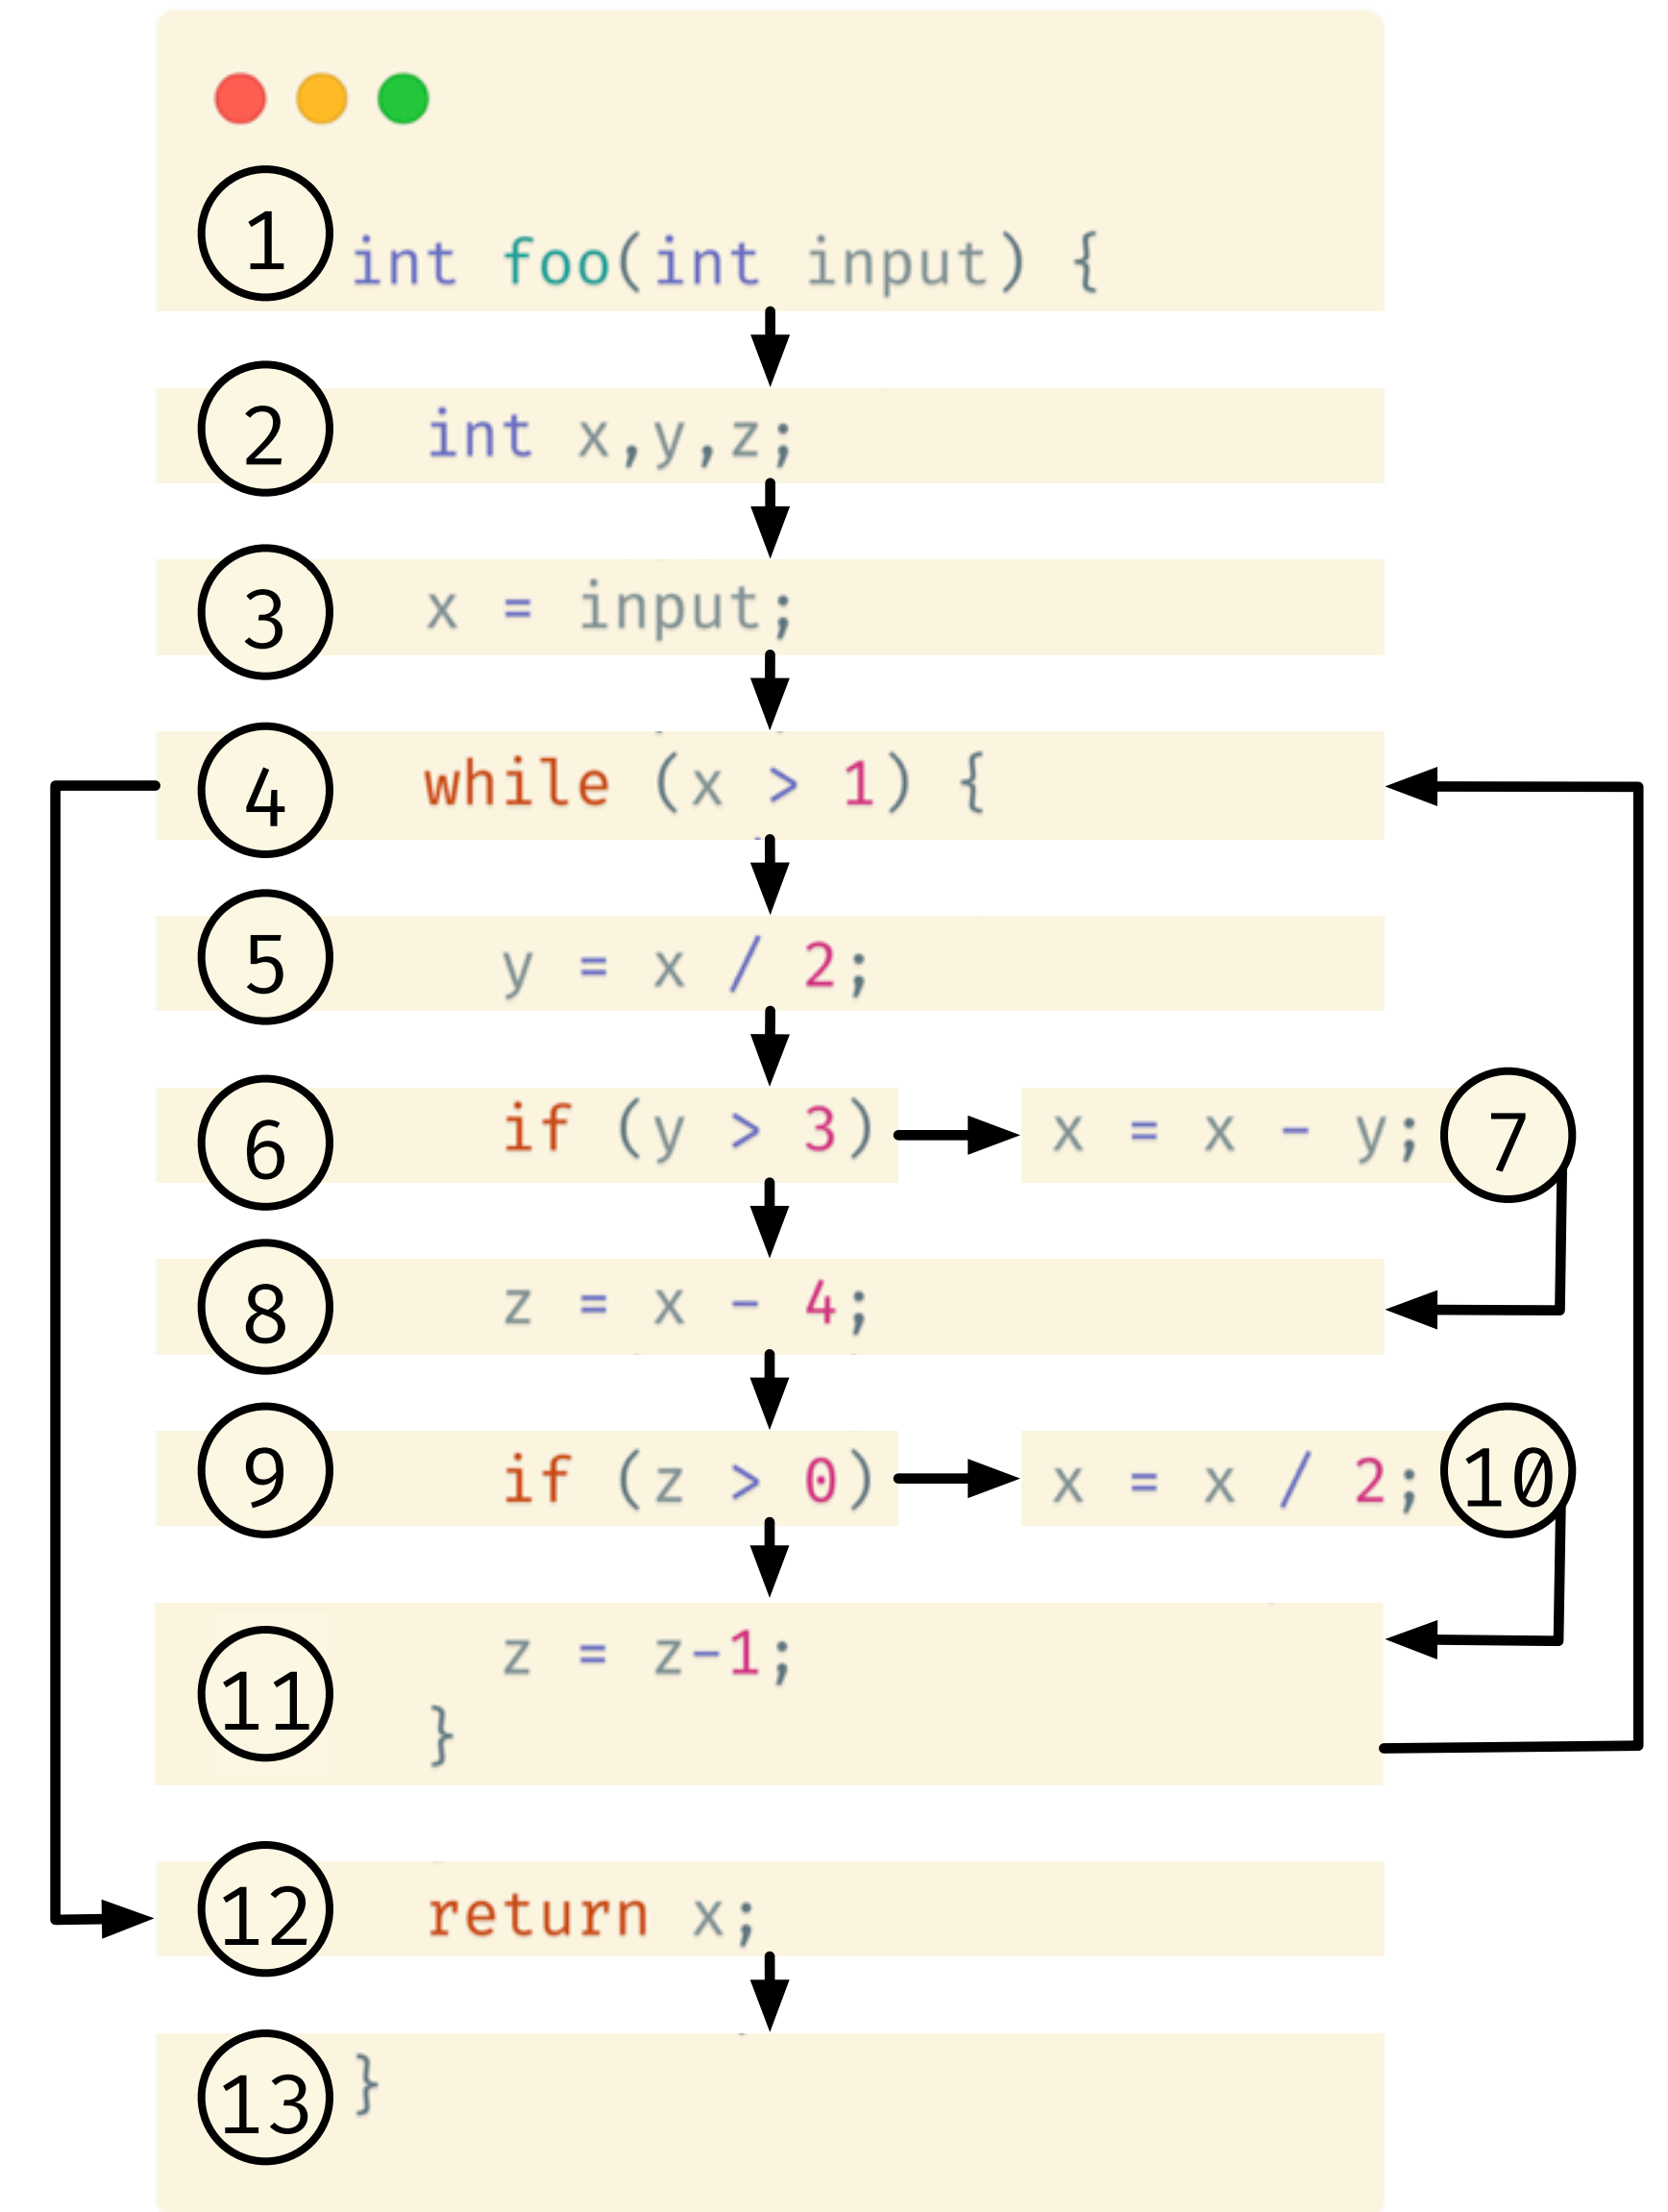 1 int foo(int input) {
2 int x,y,z;
3 x = input;
4 while (x > 1) {
5 y = x / 2;
6 if (y > 3) x = x - y; 7
8 z = x - 4;
9 if (z > 0) x = x / 2; 10
z = z-1;
11
}
12 return x;
13 }